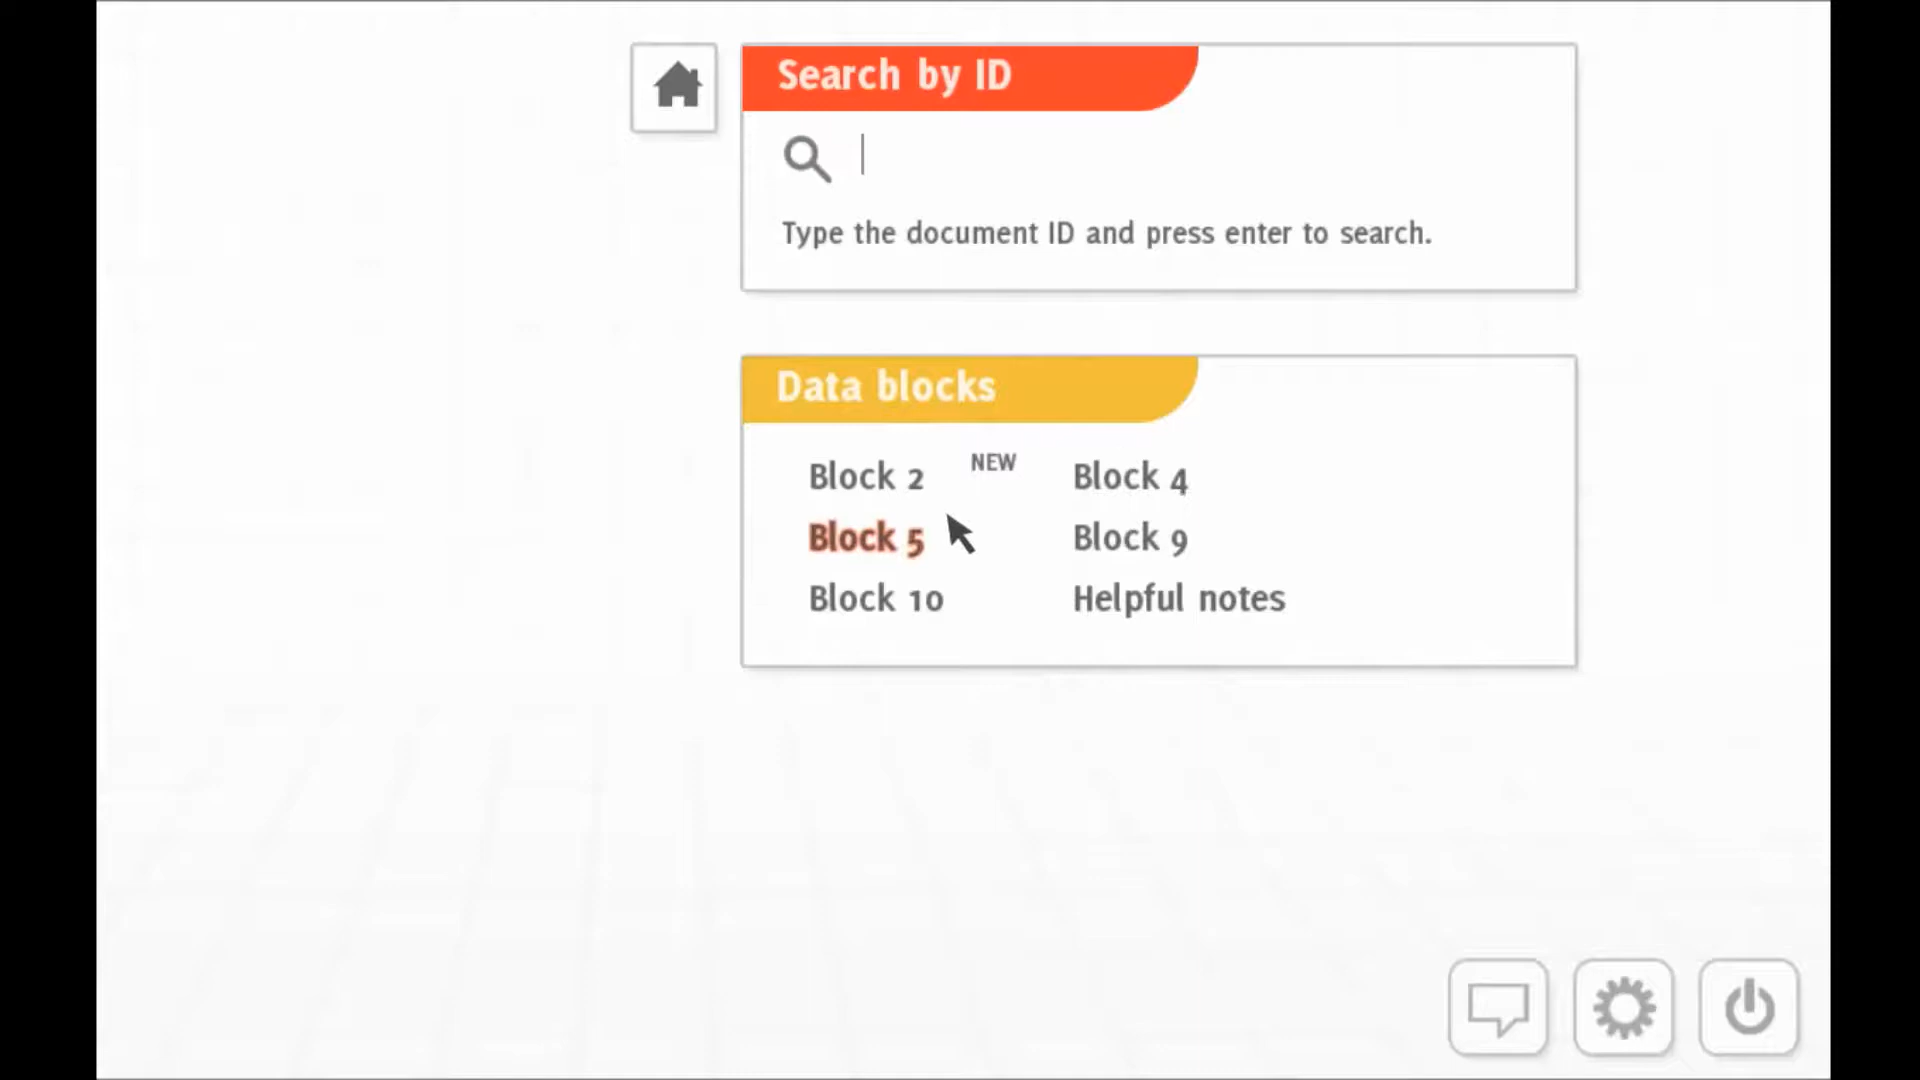 Search by ID
Type the document ID and press enter to search.
Data blocks
Block 2 NEW Block 4
Block 5 Block 9
Block 10 Helpful notes